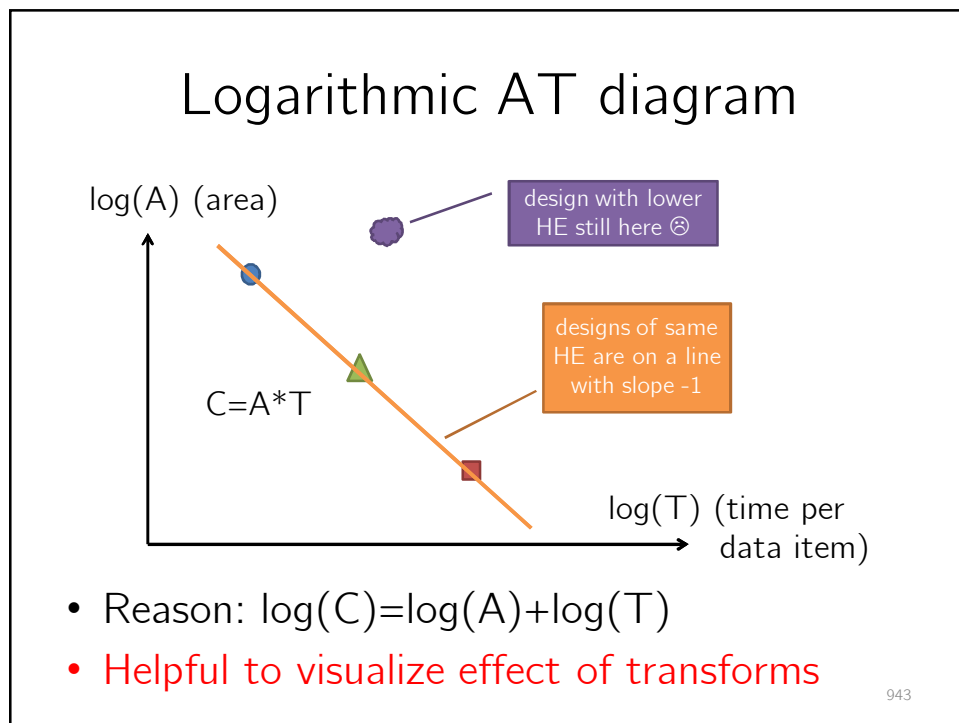 Logarithmic AT diagram
log(A) (area)
design with lower
HE still here ☹
designs of same
HE are on a line
with slope -1
C=A*T
log(T) (time per
data item)
• Reason: log(C)=log(A)+log(T)
• Helpful to visualize effect of transforms
943